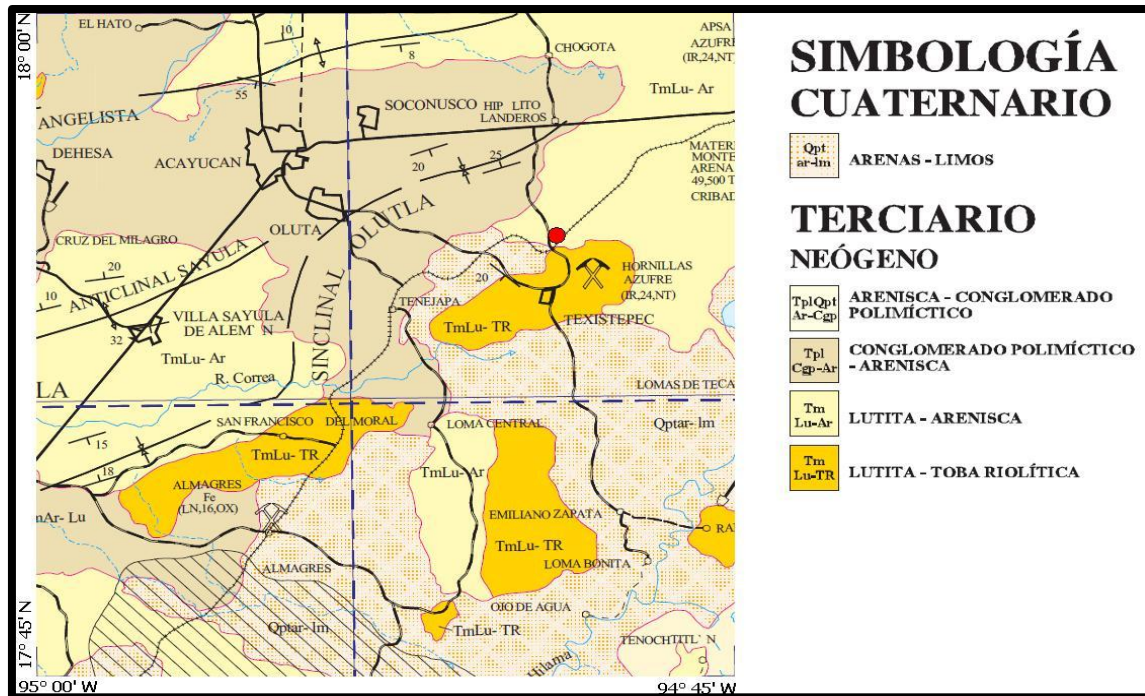 18° 00' N
EL HATO
10
8
CHOGOTA
APSA
AZUFRE
(IR,24,NT)
TmLu- Ar
55
ANGELISTA
DEHESA
ACAYUCAN
SOCONUSCO
HIP LITO
LANDEROS
20
25
MATER
MONTE
ARENA
49,500 T
CRIBAD
OLUTA
OLUTLA
CRUZ DEL MILAGRO
20
10
ANTICLINAL SAYULA
32
VILLA SAYULA
DE ALEM´ N
TmLu- Ar
SINCLINAL
TENEJAPA
20
HORNILLAS
AZUFRE
(IR,24,NT)
TmLu- TR
TEXISTEPEC
R. Correa
LA
LOMAS DE TECA
SAN FRANCISCO
DEL MORAL
LOMA CENTRAL
Qptar- lm
15
18
TmLu- TR
TmLu- Ar
ALMAGRES
Fe
(LN,16,OX)
mAr- Lu
EMILIANO ZAPATA
TmLu- TR
RA
LOMA BONITA
ALMAGRES
OJO DE AGUA
Qptar- lm
TmLu- TR
TENOCHTITL´ N
Hilama
17° 45' N
95° 00' W
94° 45' W
SIMBOLOGÍA
CUATERNARIO
Qpt
ar-lm
ARENAS - LIMOS
TERCIARIO
NEÓGENO
TplQpt
Ar-Cgp
ARENISCA - CONGLOMERADO
POLIMÍCTICO
Tpl
Cgp-Ar
CONGLOMERADO POLIMÍCTICO
- ARENISCA
Tm
Lu-Ar
LUTITA - ARENISCA
Tm
Lu-TR
LUTITA - TOBA RIOLÍTICA